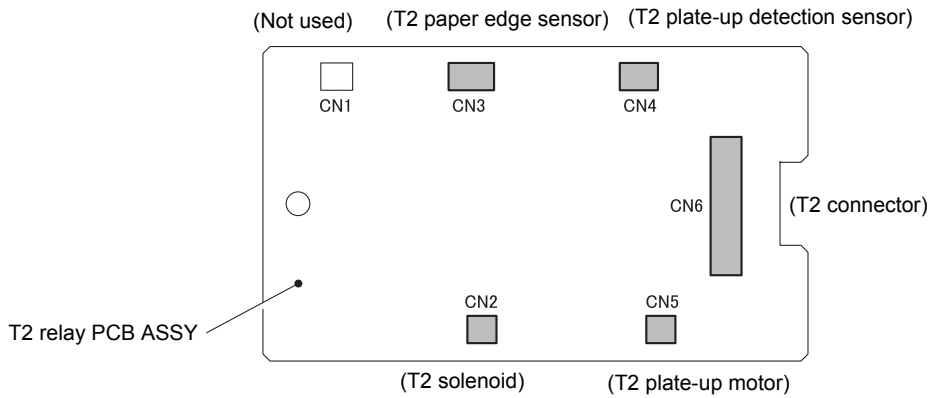 (Not used) (T2 paper edge sensor) (T2 plate-up detection sensor)
CN1 CN3 CN4
CN6 (T2 connector)
CN2 CN5
T2 relay PCB ASSY
(T2 solenoid) (T2 plate-up motor)